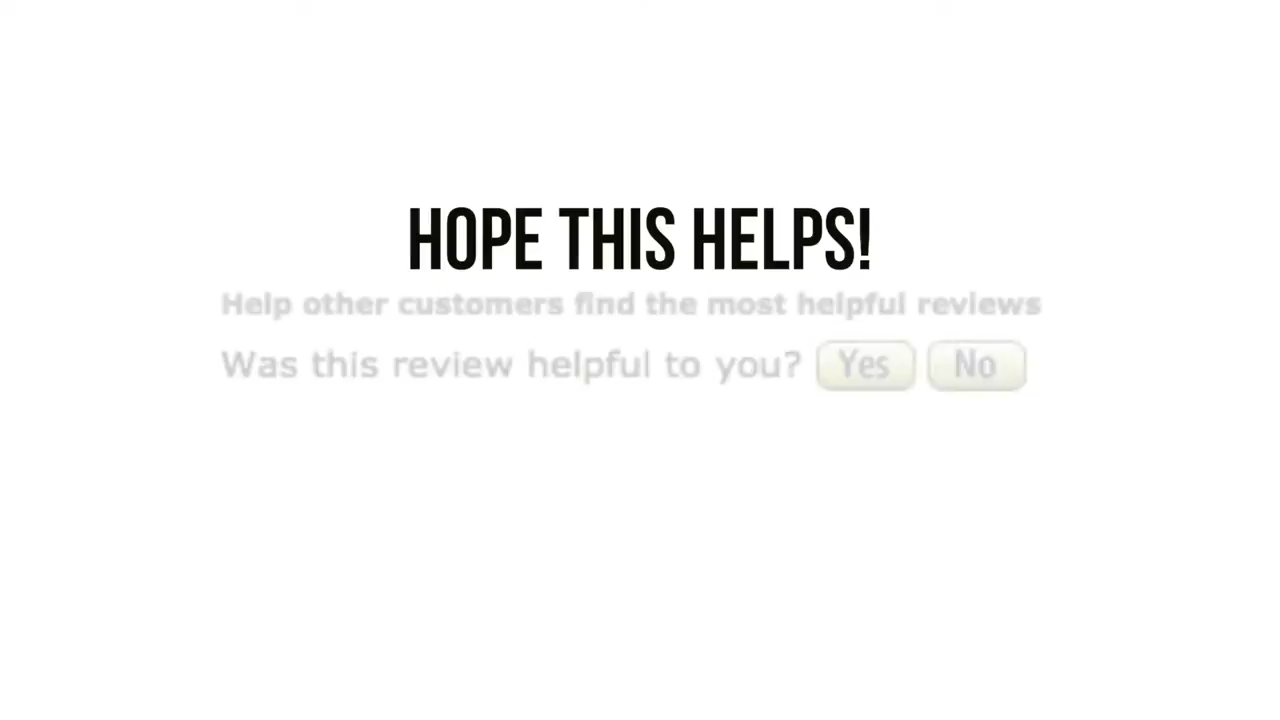 HOPE THIS HELPS!
Help other customers find the most helpful reviews
Was this review helpful to you? Yes No